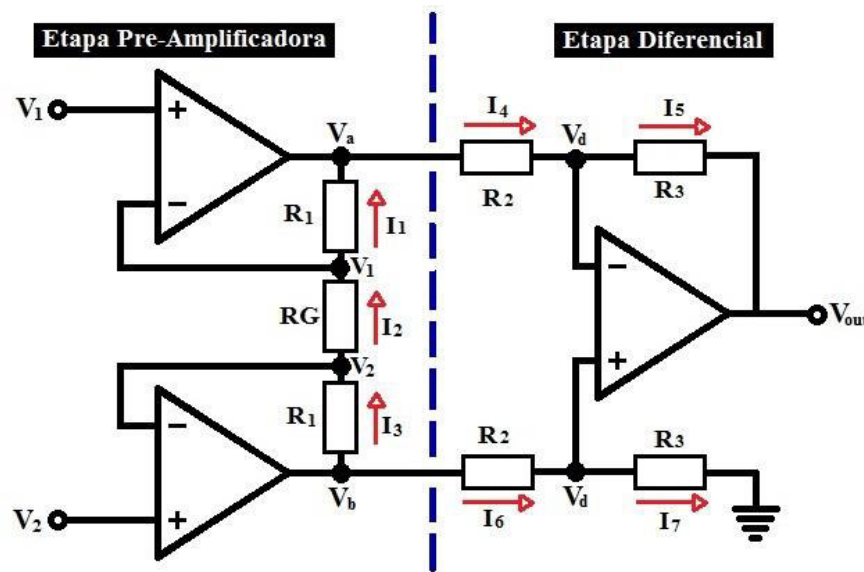 Etapa Pre-Amplificadora
Etapa Diferencial
V1
+
−
Va
R1
I1
V1
RG
I2
V2
R1
I3
−
+
V2
Vb
I4
R2
Vd
I5
R3
−
+
Vout
R2
I6
Vd
R3
I7